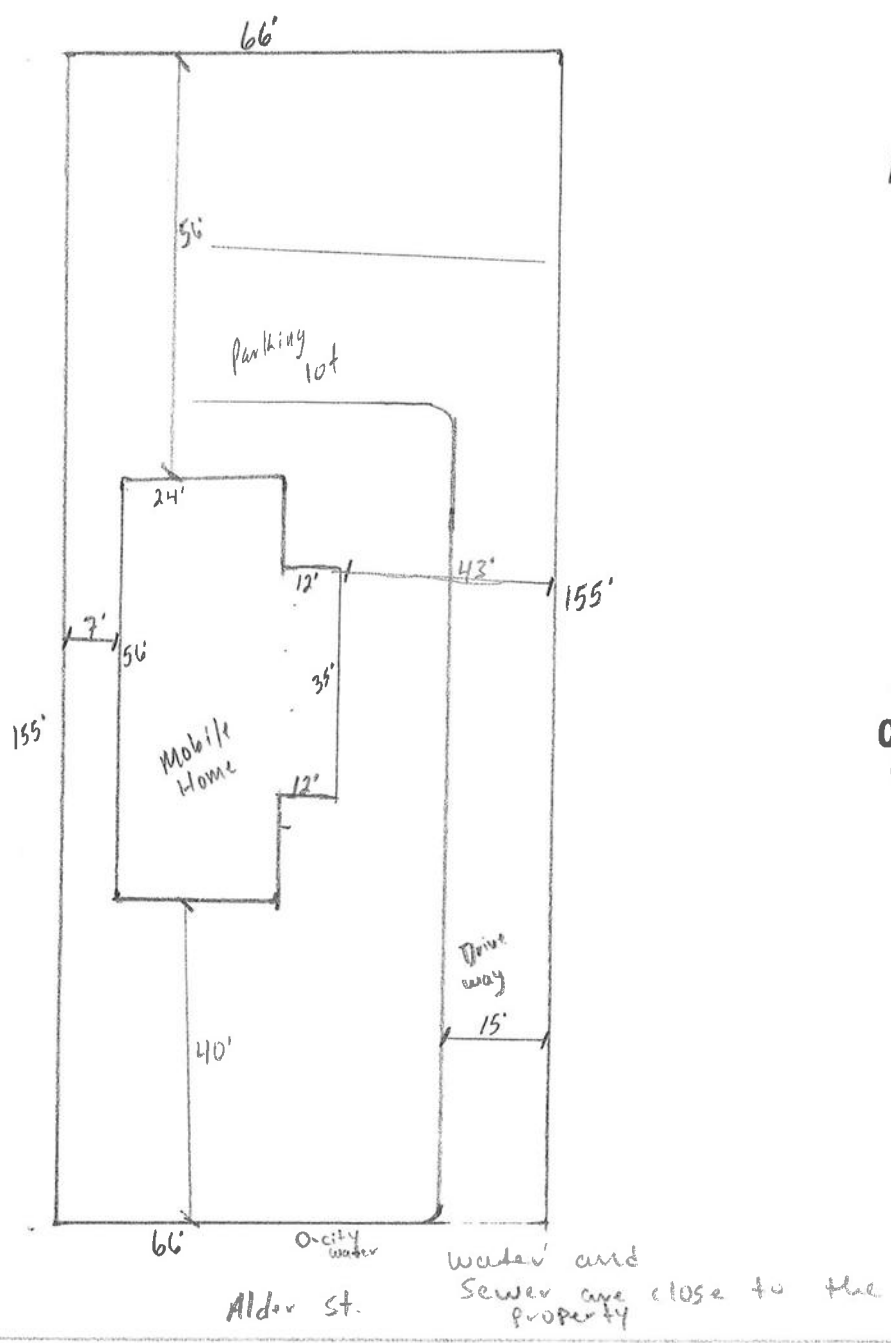 66'
56'
Parking
lot
24'
12'
43'
155'
7'
56'
35'
155'
Mobile
Home
12'
Drive
way
15'
40'
66'
O-city
water
Water and
Sewer are close to the
property
Alder St.